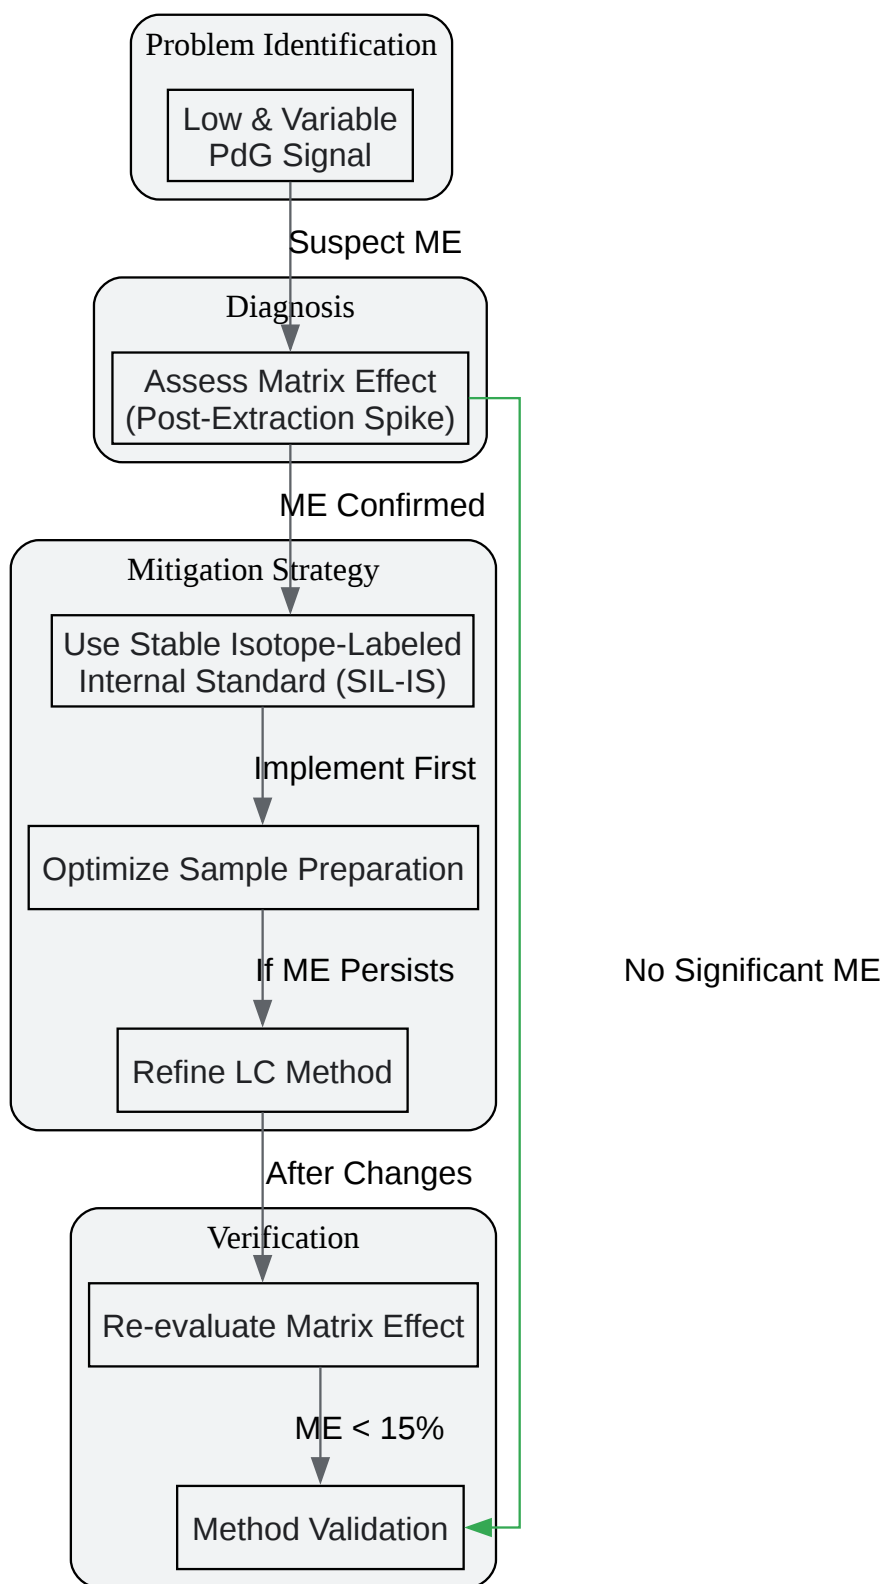 Problem Identification
Low & Variable
PdG Signal
Suspect ME
Diagnosis
Assess Matrix Effect
(Post-Extraction Spike)
ME Confirmed
Mitigation Strategy
Use Stable Isotope-Labeled
Internal Standard (SIL-IS)
Implement First
Optimize Sample Preparation
If ME Persists
No Significant ME
Refine LC Method
After Changes
Verification
Re-evaluate Matrix Effect
ME < 15%
Method Validation